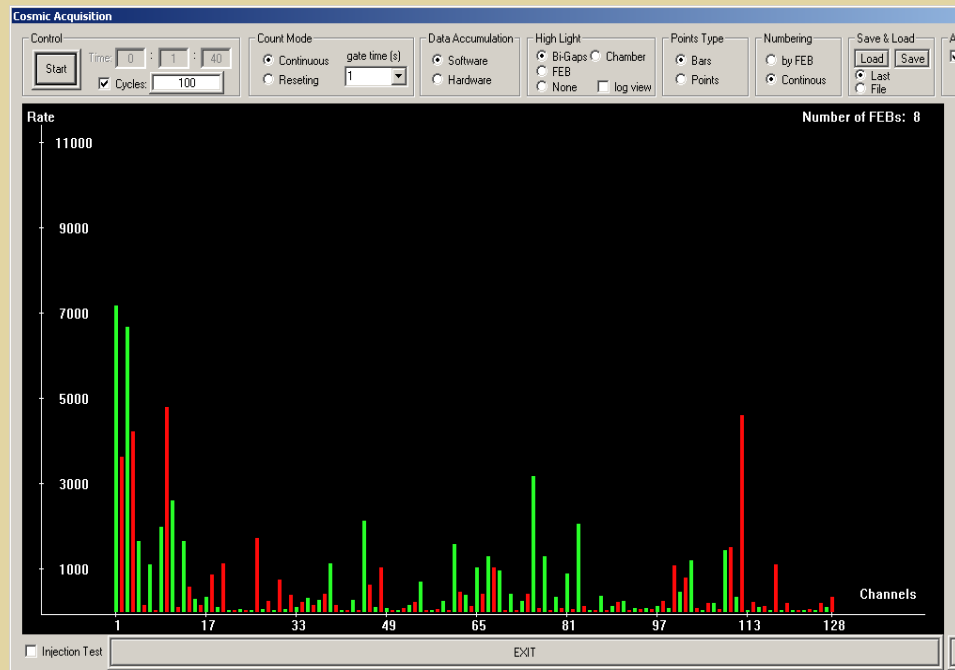 Cosmic Acquisition
Control
Start
Time: 0 : 1 : 40
Cycles: 100
Count Mode
Continuous
Reseting
gate time (s)
1
Data Accumulation
Software
Hardware
High Light
Bi-Gaps Chamber
FEB
None log view
Points Type
Bars
Points
Numbering
by FEB
Continous
Save & Load
Load Save
Last
File
A
Rate
Number of FEBs: 8
11000
9000
7000
5000
3000
1000
Channels
1 17 33 49 65 81 97 113 128
Injection Test
EXIT